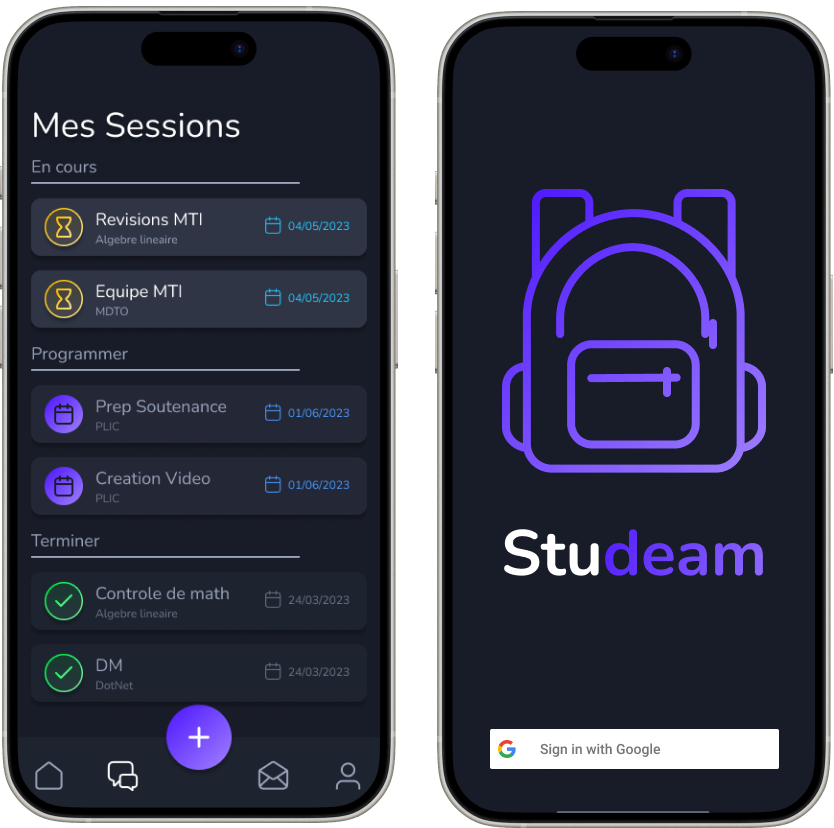 Mes Sessions
En cours
Revisions MTI
Algebre lineaire
04/05/2023
Equipe MTI
MDTO
04/05/2023
Programmer
Prep Soutenance
PLIC
01/06/2023
Creation Video
PLIC
01/06/2023
Terminer
Controle de math
Algebre lineaire
24/03/2023
DM
DotNet
24/03/2023
Studeam
Sign in with Google